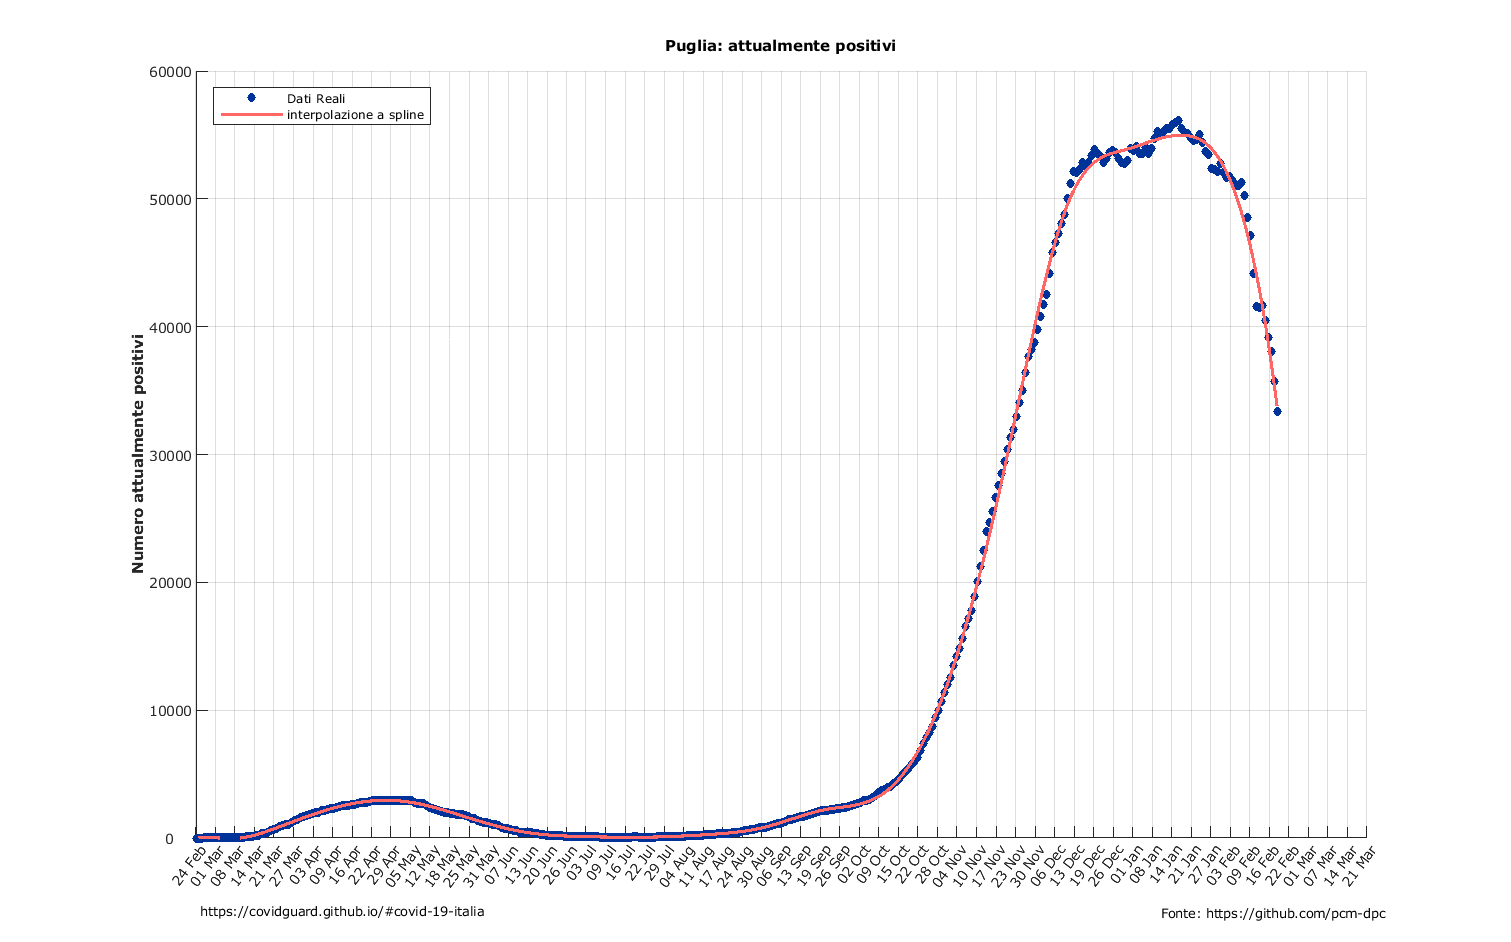 Puglia: attualmente positivi
Dati Reali
interpolazione a spline
Numero attualmente positivi
60000
50000
40000
30000
20000
10000
0
24 Feb
01 Mar
08 Mar
14 Mar
21 Mar
27 Mar
03 Apr
09 Apr
16 Apr
22 Apr
29 Apr
05 May
12 May
18 May
25 May
31 May
07 Jun
13 Jun
20 Jun
26 Jun
03 Jul
09 Jul
16 Jul
22 Jul
29 Jul
04 Aug
11 Aug
17 Aug
24 Aug
30 Aug
06 Sep
13 Sep
19 Sep
26 Sep
02 Oct
09 Oct
15 Oct
22 Oct
28 Oct
04 Nov
10 Nov
17 Nov
23 Nov
30 Nov
06 Dec
13 Dec
19 Dec
26 Dec
01 Jan
08 Jan
14 Jan
21 Jan
27 Jan
03 Feb
09 Feb
16 Feb
22 Feb
01 Mar
07 Mar
14 Mar
21 Mar
https://covidguard.github.io/#covid-19-italia
Fonte: https://github.com/pcm-dpc